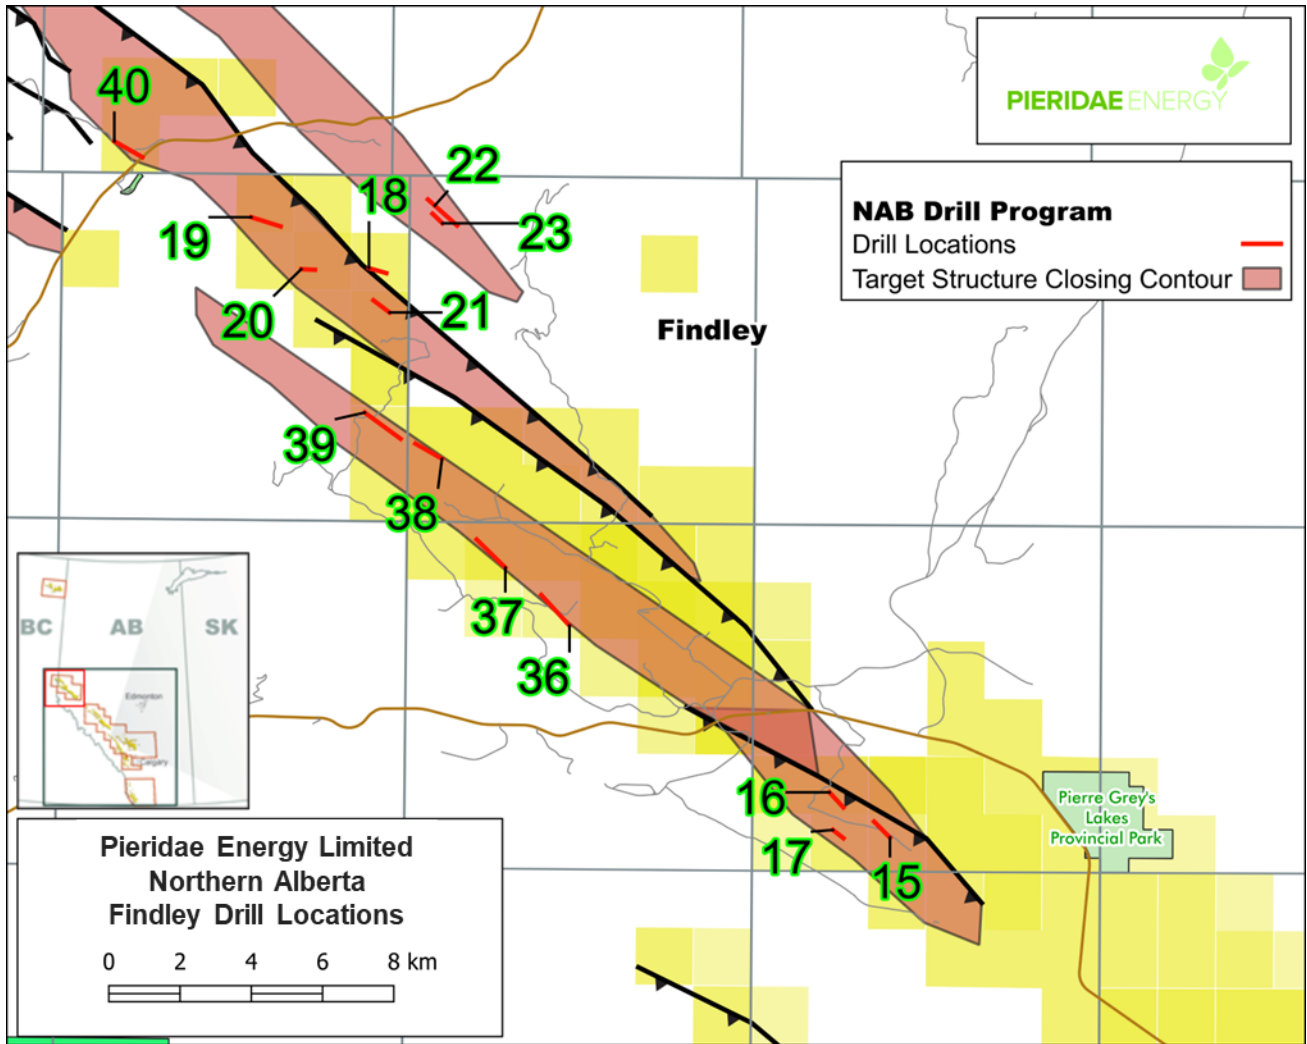 PIERIDAE ENERGY
NAB Drill Program
Drill Locations
Target Structure Closing Contour
40
22
18
23
19
20
21
Findley
39
38
37
36
16
17
15
Pierre Grey's
Lakes
Provincial Park
BC
AB
SK
Edmonton
Calgary
Pieridae Energy Limited
Northern Alberta
Findley Drill Locations
0 2 4 6 8 km